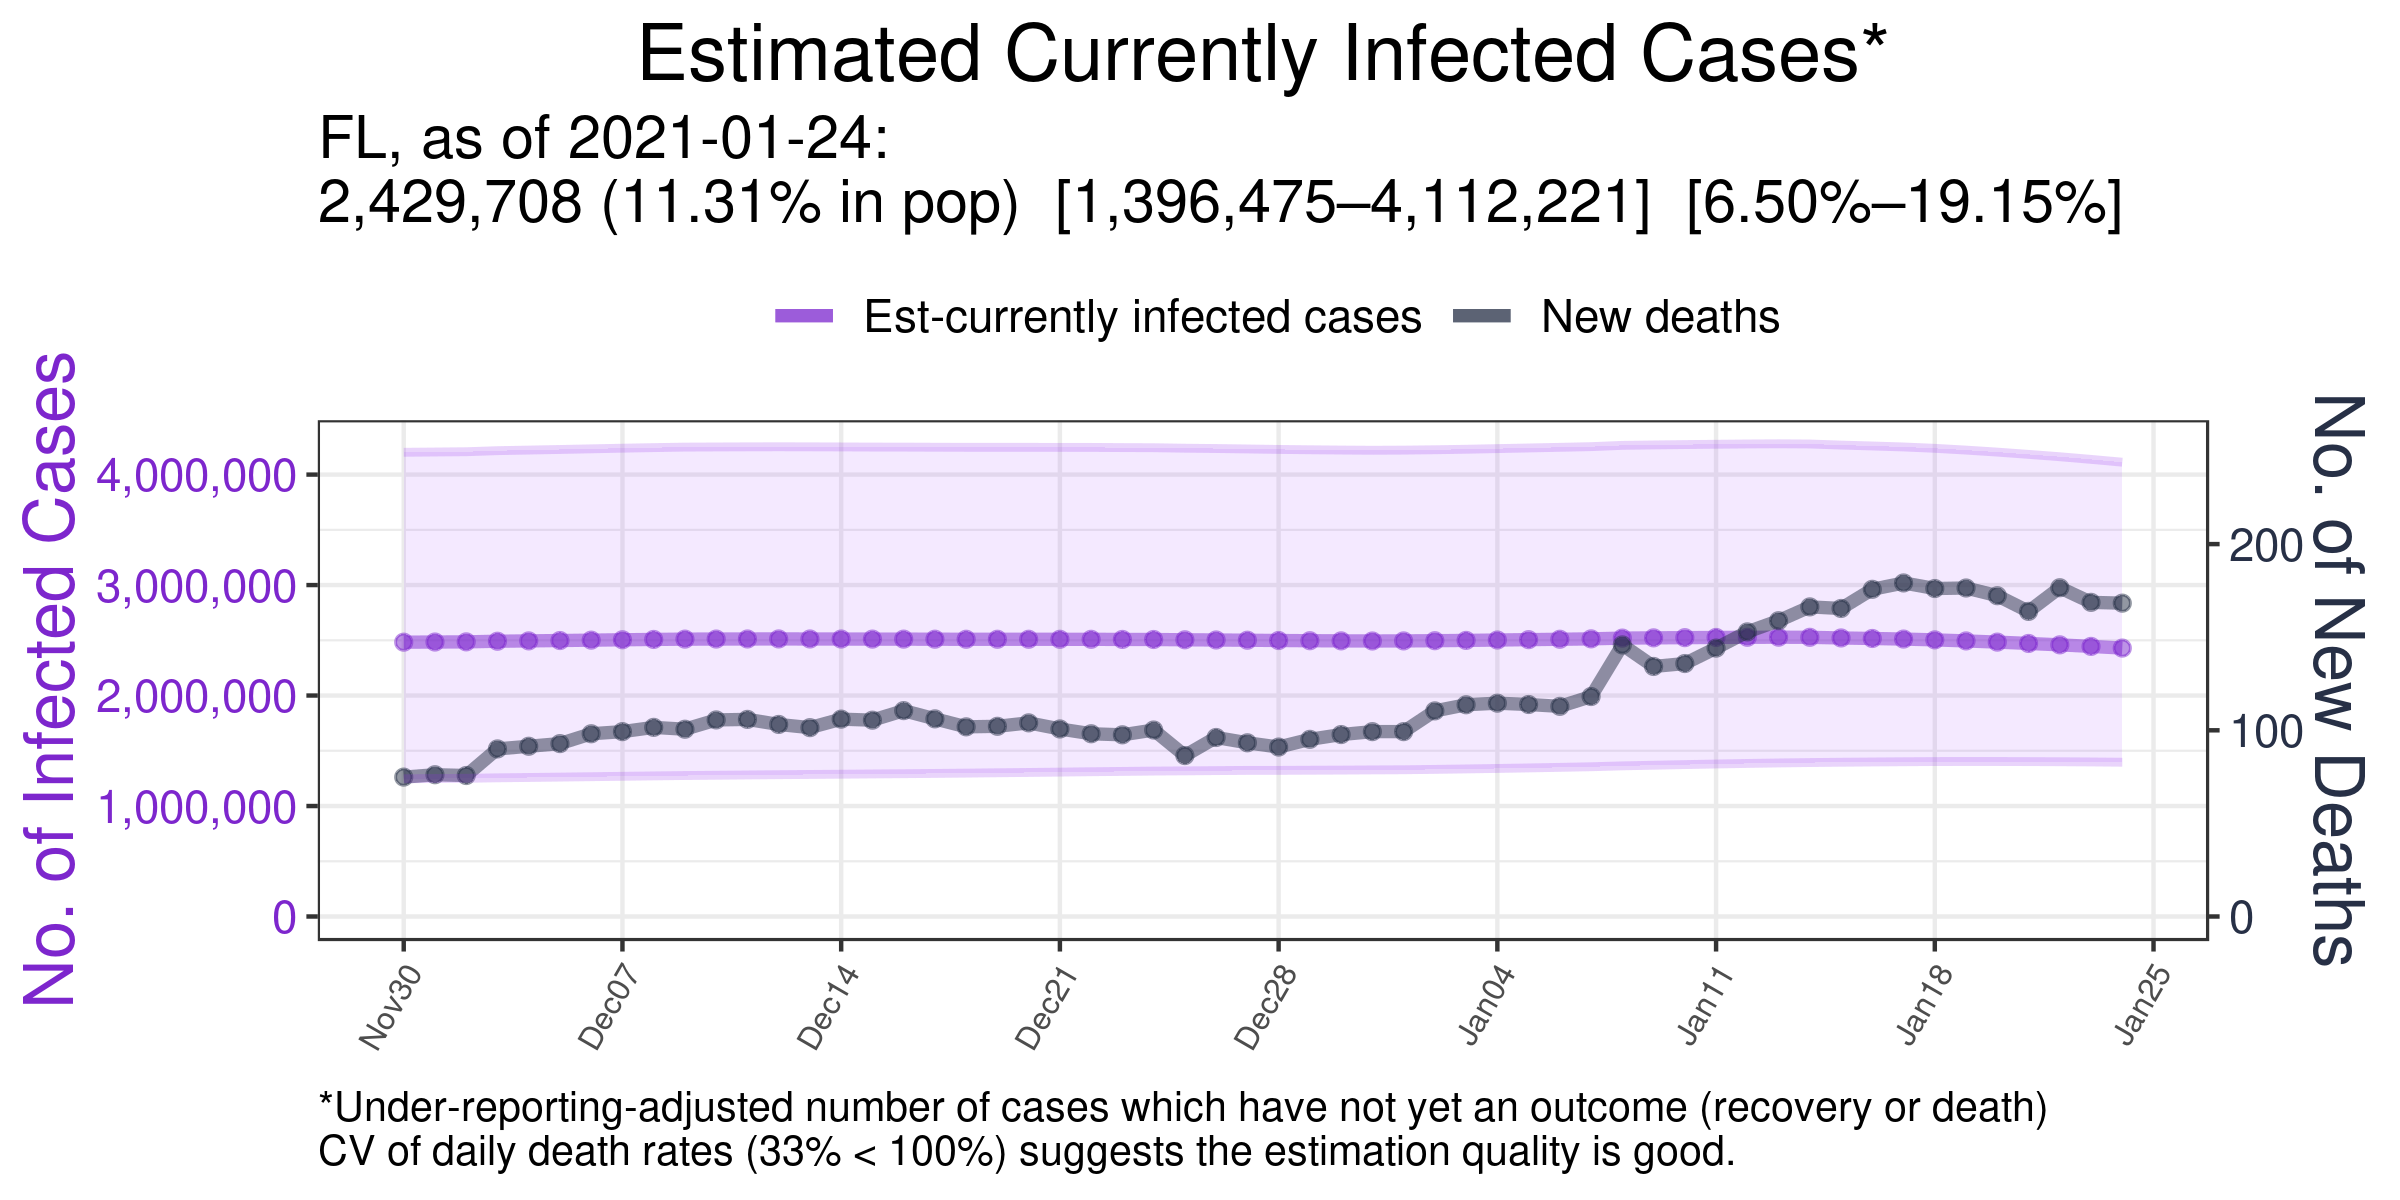 Estimated Currently Infected Cases*
FL, as of 2021-01-24:
2,429,708 (11.31% in pop) [1,396,475–4,112,221] [6.50%–19.15%]
Est-currently infected cases New deaths
No. of Infected Cases
4,000,000
3,000,000
2,000,000
1,000,000
0
200
100
0
No. of New Deaths
Nov30 Dec07 Dec14 Dec21 Dec28 Jan04 Jan11 Jan18 Jan25
*Under-reporting-adjusted number of cases which have not yet an outcome (recovery or death)
CV of daily death rates (33% < 100%) suggests the estimation quality is good.